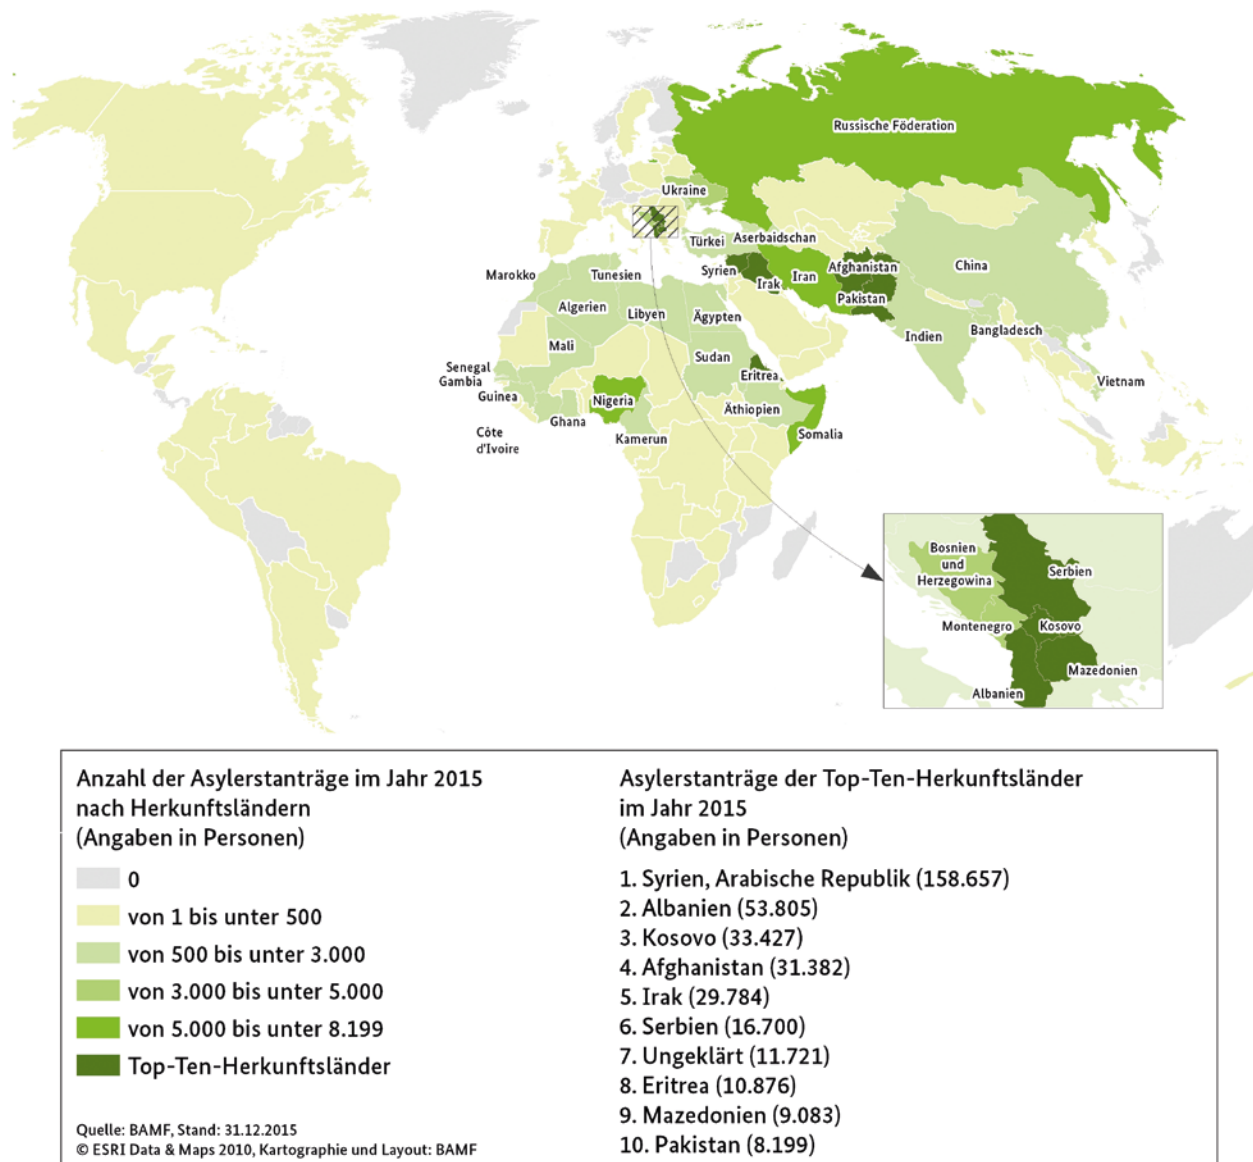 Russische Föderation
Ukraine
Türkei
Aserbaidschan
Marokko
Tunesien
Syrien
Irak
Iran
Afghanistan
Pakistan
China
Algerien
Libyen
Ägypten
Indien
Bangladesch
Mali
Sudan
Senegal
Gambia
Guinea
Eritrea
Vietnam
Nigeria
Äthiopien
Ghana
Côte
d'Ivoire
Kamerun
Somalia
Bosnien
und
Herzegowina
Serbien
Montenegro
Kosovo
Mazedonien
Albanien
Anzahl der Asylerstanträge im Jahr 2015
nach Herkunftsländern
(Angaben in Personen)
0
von 1 bis unter 500
von 500 bis unter 3.000
von 3.000 bis unter 5.000
von 5.000 bis unter 8.199
Top-Ten-Herkunftsländer
Quelle: BAMF, Stand: 31.12.2015
© ESRI Data & Maps 2010, Kartographie und Layout: BAMF
Asylerstanträge der Top-Ten-Herkunftsländer
im Jahr 2015
(Angaben in Personen)
1. Syrien, Arabische Republik (158.657)
2. Albanien (53.805)
3. Kosovo (33.427)
4. Afghanistan (31.382)
5. Irak (29.784)
6. Serbien (16.700)
7. Ungeklärt (11.721)
8. Eritrea (10.876)
9. Mazedonien (9.083)
10. Pakistan (8.199)